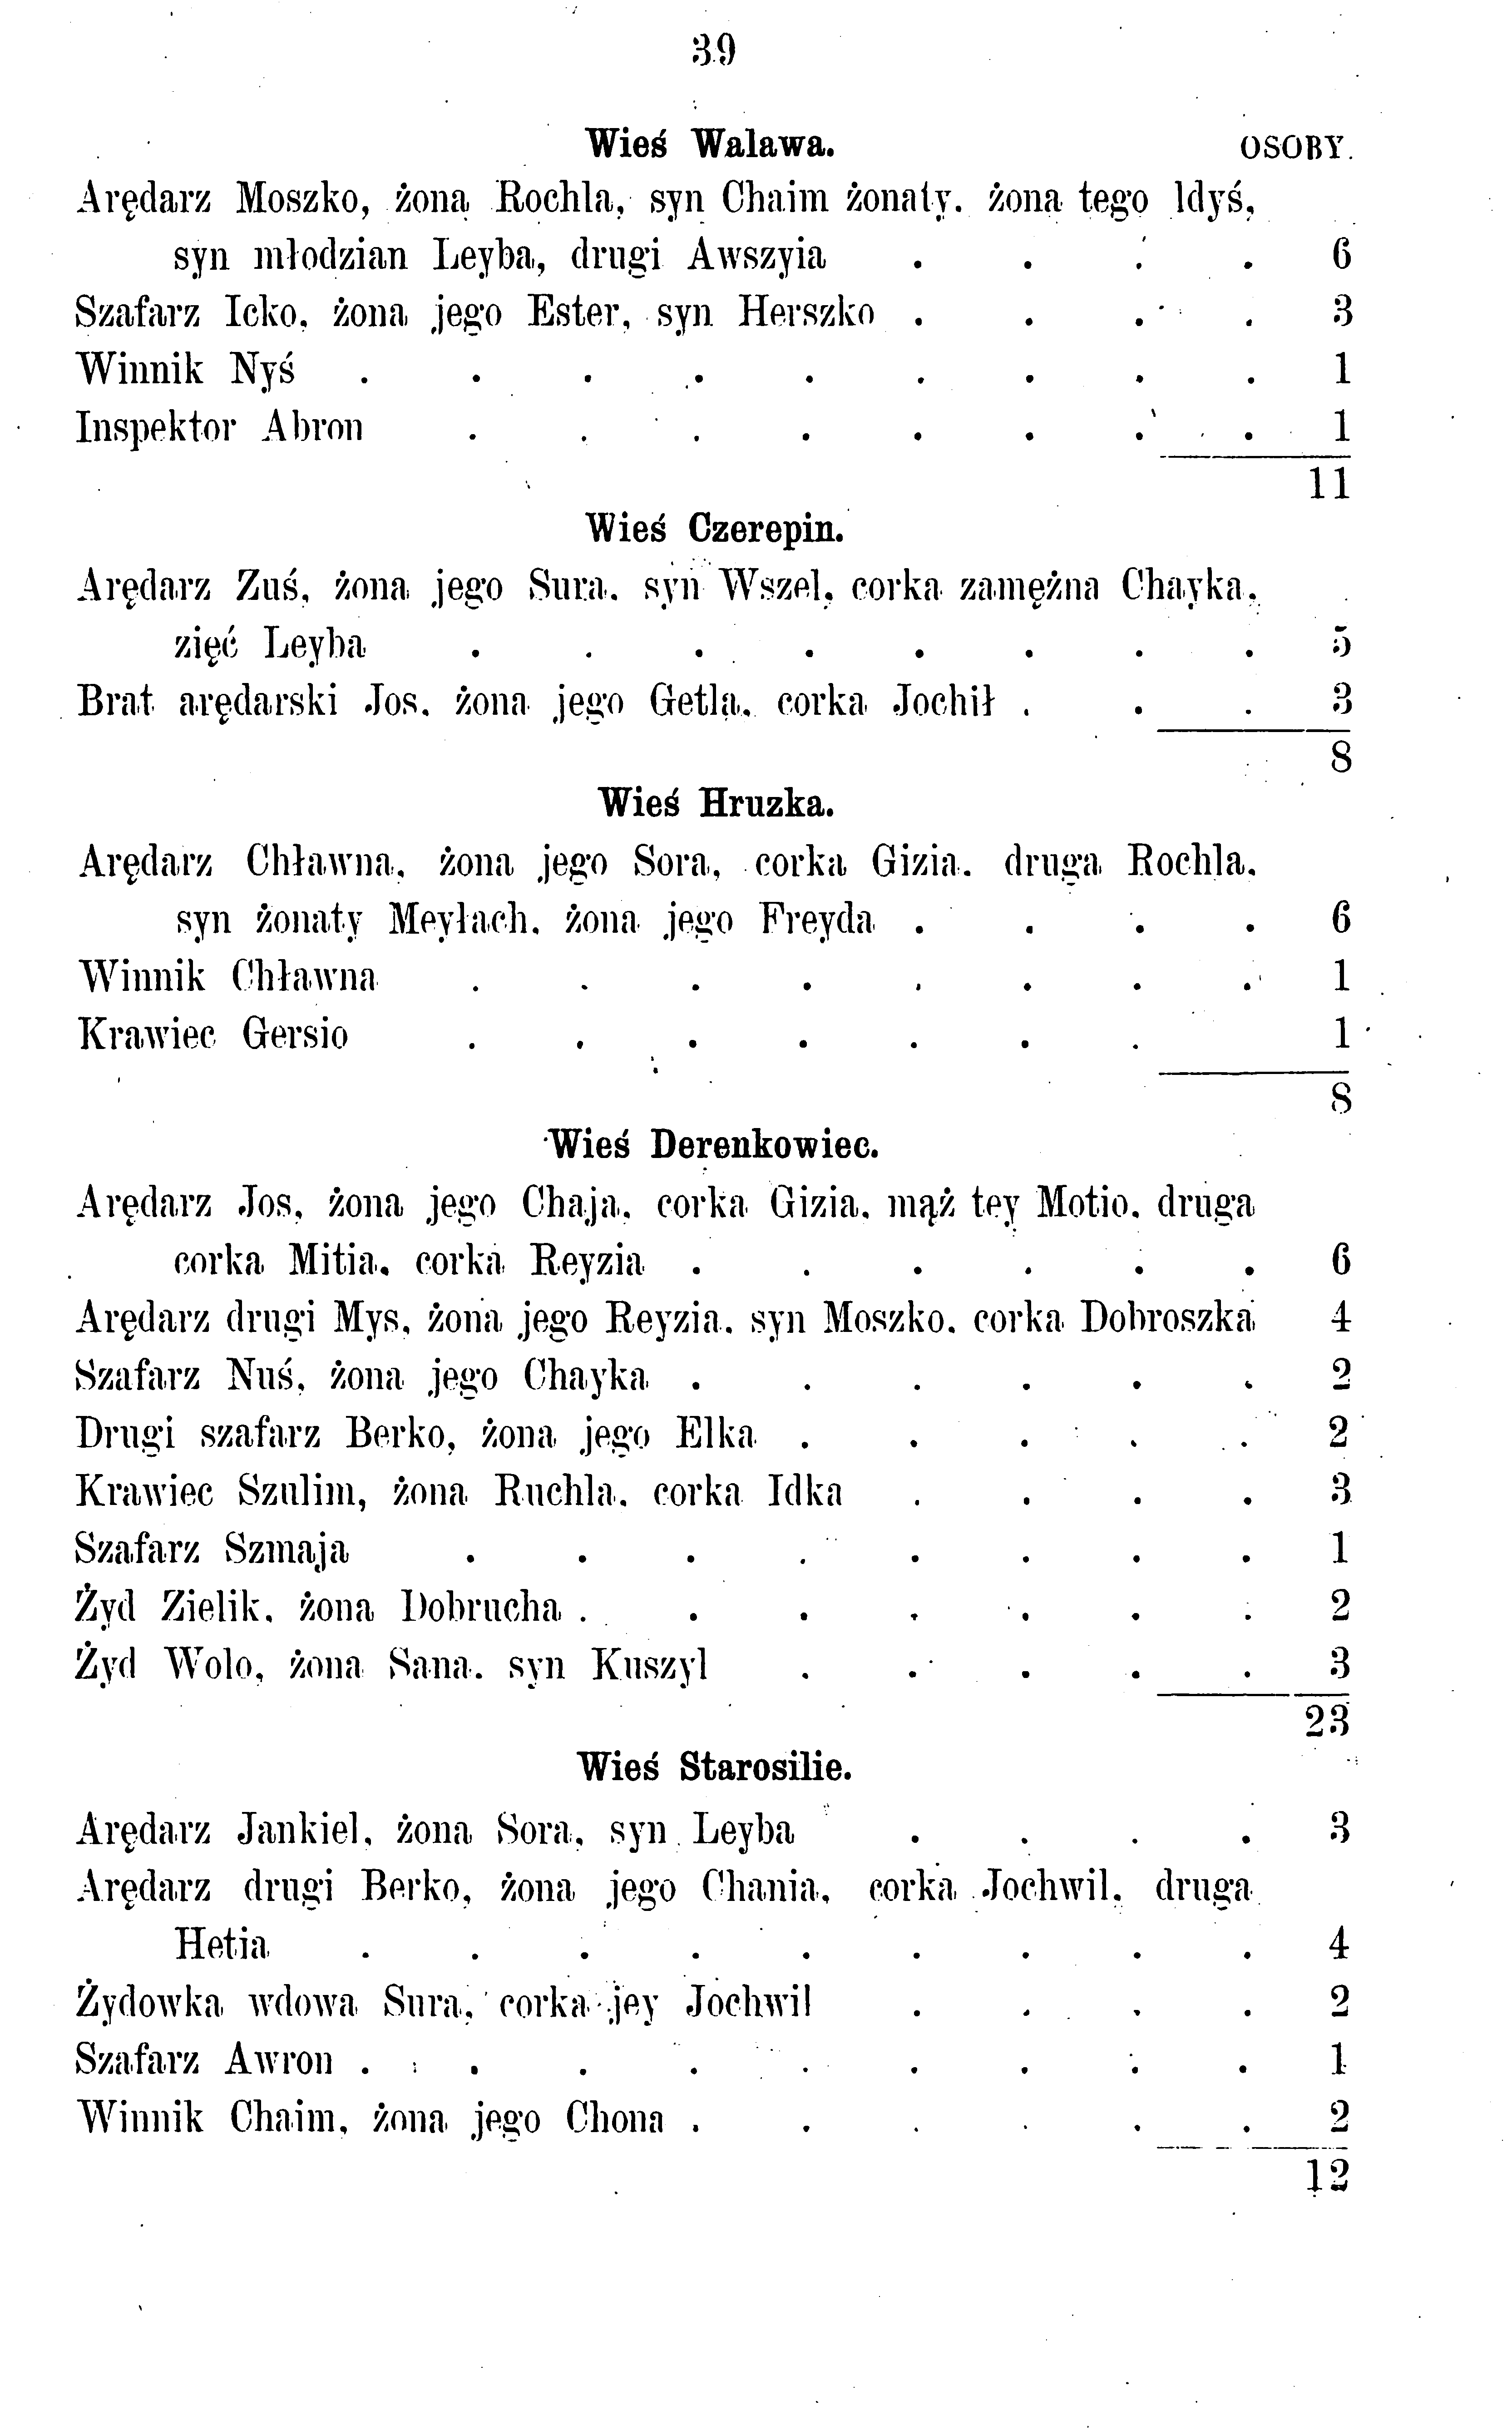 39
Wieś Walawa. OSOBY.
Arędarz Moszko, żona Rochla, syn Chaim żonaty, żona tego Idyś,
syn młodzian Leyba, drugi Awszyia . . . . 6
Szafarz Icko, żona jego Ester, syn Herszko . . . . 3
Winnik Nyś . . . . . . . . . 1
Inspektor Abron . . . . . . . . 1
11
Wieś Czerepin.
Arędarz Zuś, żona jego Sura, syn Wszel, corka zamężna Chayka,
zięć Leyba . . . . . . . . 5
Brat arędarski Jos, żona jego Getla, corka Jochił . . . 3
8
Wieś Hruzka.
Arędarz Chławna, żona jego Sora, corka Gizia, druga Rochla,
syn żonaty Meyłach, żona jego Freyda . . . . 6
Winnik Chławna . . . . . . . . 1
Krawiec Gersio . . . . . . . 1
8
Wieś Derenkowiec.
Arędarz Jos, żona jego Chaja, corka Gizia, mąż tey Motio, druga
corka Mitia, corka Reyzia . . . . . . 6
Arędarz drugi Mys, żona jego Reyzia, syn Moszko, corka Dobroszka 4
Szafarz Nuś, żona jego Chayka . . . . . . 2
Drugi szafarz Berko, żona jego Elka . . . . . 2
Krawiec Szulim, żona Ruchla, corka Idka . . . . 3
Szafarz Szmaja . . . . . . . . 1
Żyd Zielik, żona Dobrucha . . . . . . . 2
Żyd Wolo, żona Sana, syn Kuszyl . . . . . 3
23
Wieś Starosilie.
Arędarz Jankiel, żona Sora, syn Leyba . . . . 3
Arędarz drugi Berko, żona jego Chania, corka Jochwil, druga
Hetia . . . . . . . . . 4
Żydowka wdowa Sura, corka jey Jochwil . . . . 2
Szafarz Awron . . . . . . . . . 1
Winnik Chaim, żona jego Chona . . . . . . 2
12